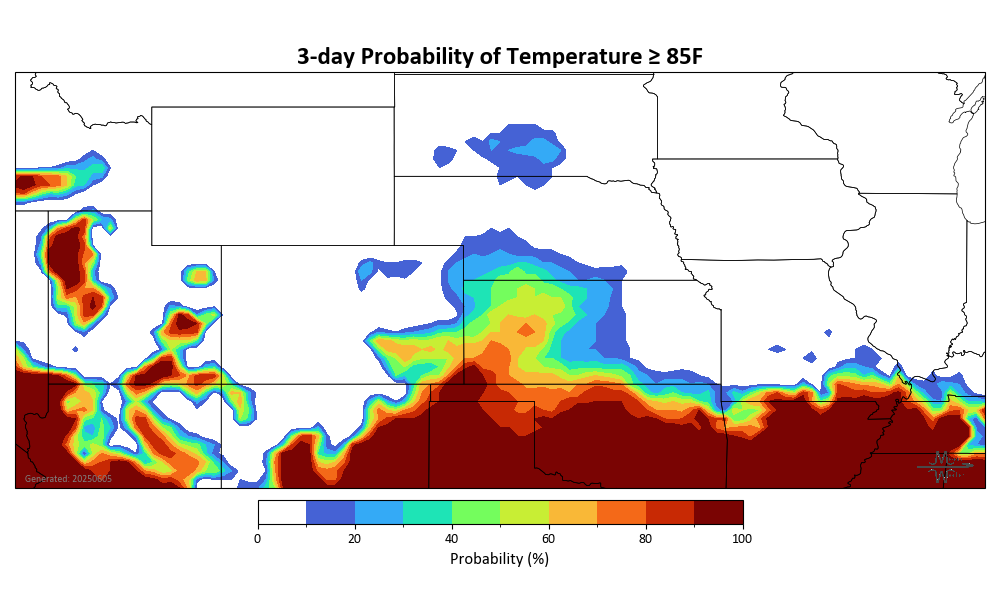 3-day Probability of Temperature ≥ 85F
Generated: 20250605
0 20 40 60 80 100
Probability (%)